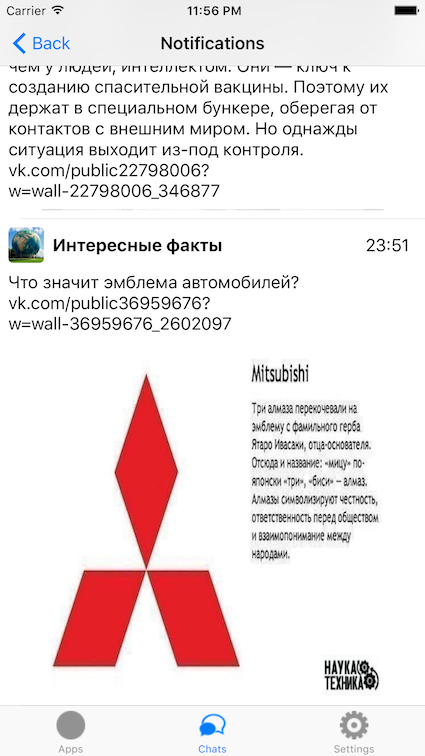 Carrier
11:56 PM
Back
Notifications
чем у людей, интеллектом. Они — ключ к
созданию спасительной вакцины. Поэтому их
держат в специальном бункере, оберегая от
контактов с внешним миром. Но однажды
ситуация выходит из-под контроля.
vk.com/public22798006?
w=wall-22798006_346877
Интересные факты
23:51
Что значит эмблема автомобилей?
vk.com/public36959676?
w=wall-36959676_2602097
Mitsubishi
Три алмаза перекочевали на
эмблему с фамильного герба
Ятаро Ивасаки, отца-основателя.
Отсюда и название: «мицу» по-
японски «три», «биси» – алмаз.
Алмазы символизируют честность,
ответственность перед обществом
и взаимопонимание между
народами.
НАУКА
ТЕХНИКА
Apps
Chats
Settings